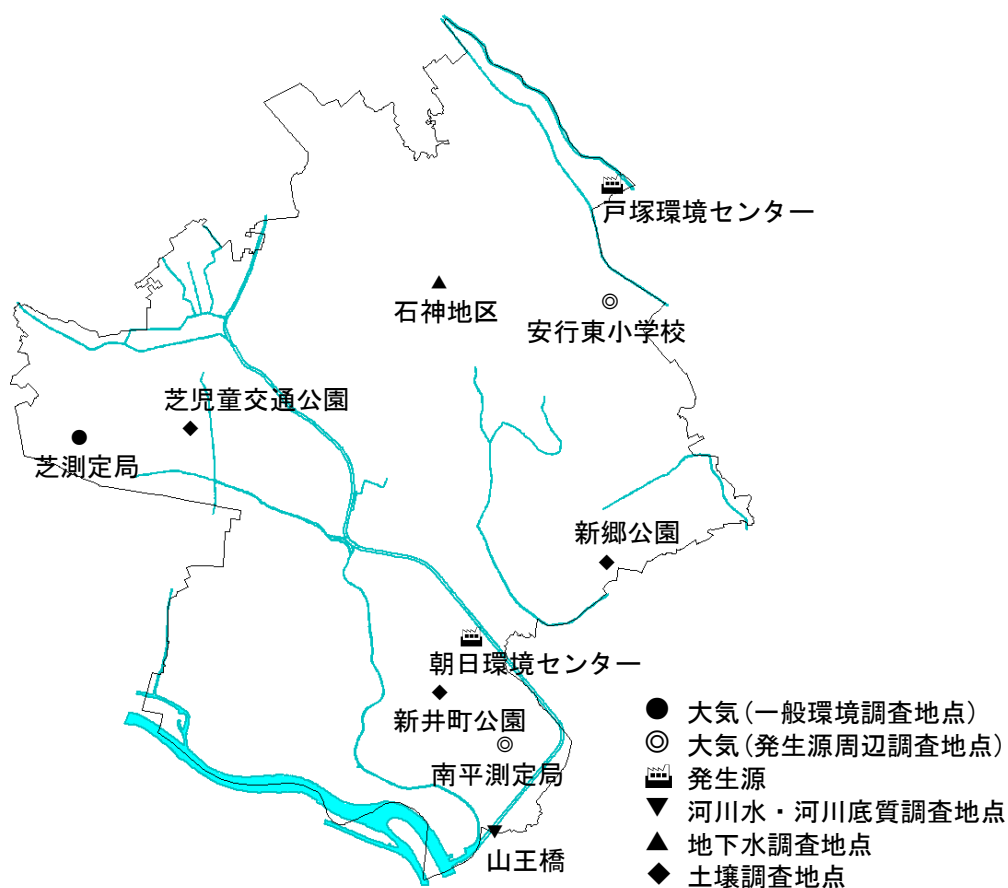 戸塚環境センター
石神地区
安行東小学校
芝児童交通公園
芝測定局
新郷公園
朝日環境センター
新井町公園
南平測定局
山王橋
大気(一般環境調査地点)
大気(発生源周辺調査地点)
発生源
河川水・河川底質調査地点
地下水調査地点
土壌調査地点